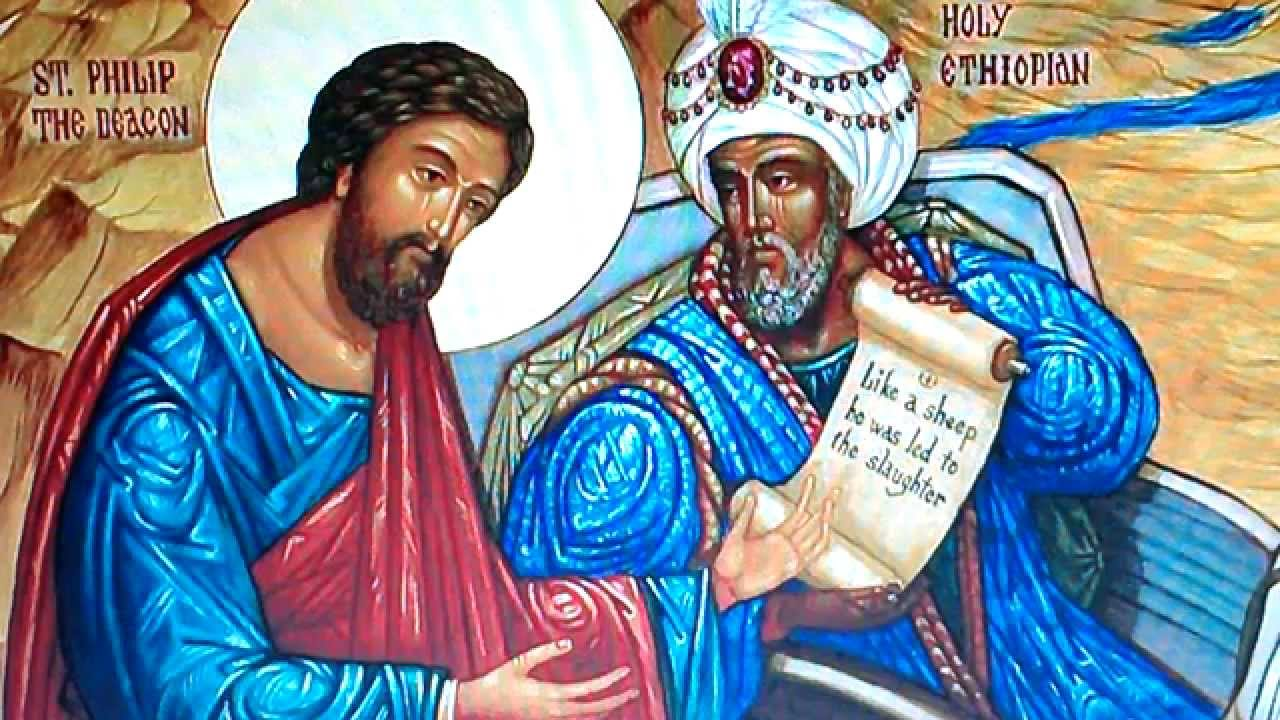 ST. PHILIP
THE DEACON
HOLY
ETHIOPIAN
Like a sheep
he was led to
the slaughter